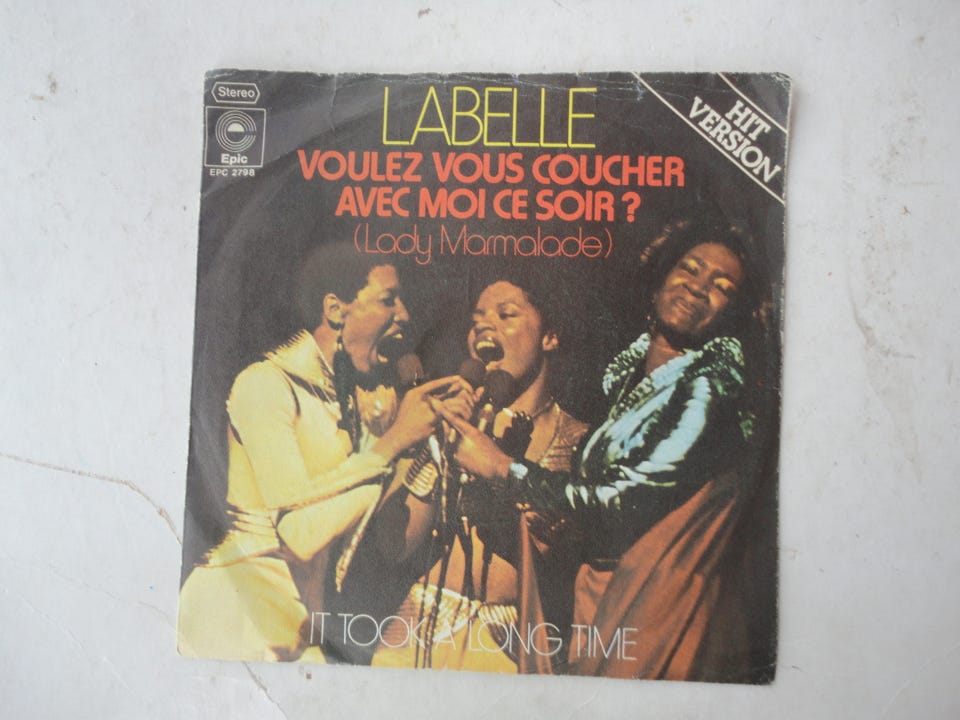 Stereo
Epic
EPC 2798
LABELLE
VOULEZ VOUS COUCHER
AVEC MOI CE SOIR?
(Lady Marmalade)
HIT
VERSION
IT TOOK A LONG TIME